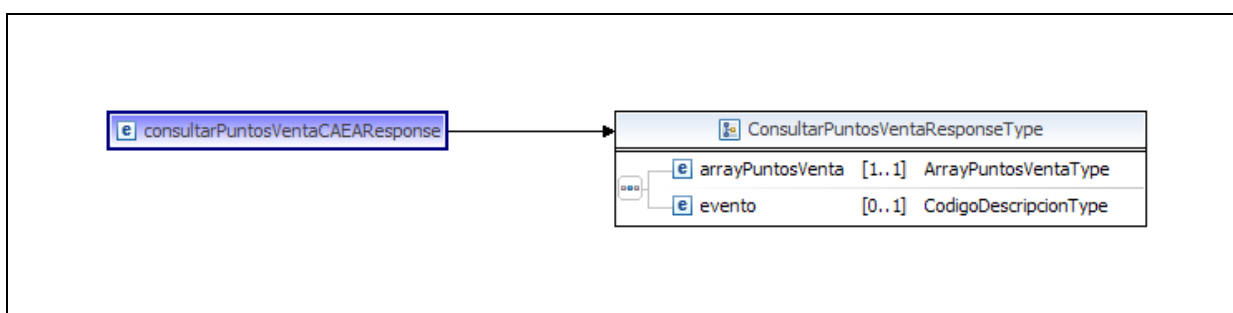 e consultarPuntosVentaCAEAResponse
ConsultarPuntosVentaResponseType
e arrayPuntosVenta [1..1] ArrayPuntosVentaType
e evento [0..1] CodigoDescripcionType